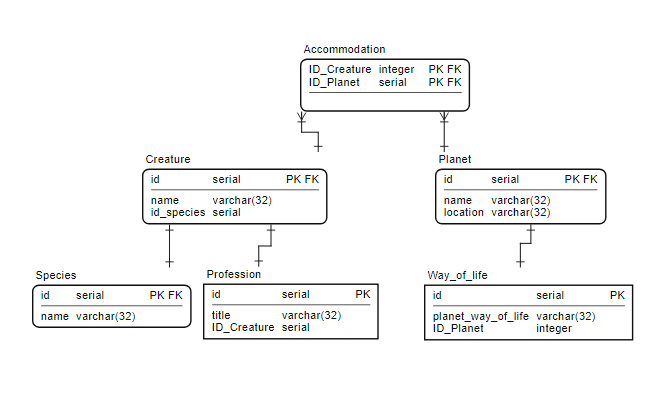 Accommodation
ID_Creature integer PK FK
ID_Planet serial PK FK
Creature
id serial PK FK
name varchar(32)
id_species serial
Planet
id serial PK FK
name varchar(32)
location varchar(32)
Species
id serial PK FK
name varchar(32)
Profession
id serial PK
title varchar(32)
ID_Creature serial
Way_of_life
id serial PK
planet_way_of_life varchar(32)
ID_Planet integer